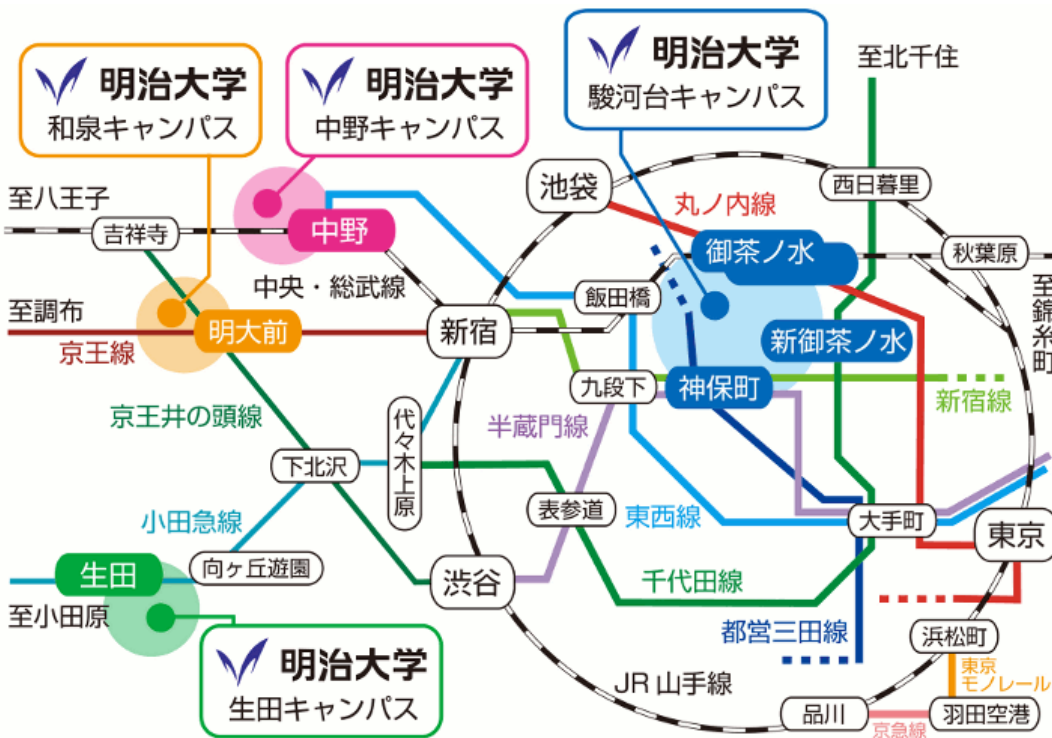 明治大学
和泉キャンパス
明治大学
中野キャンパス
明治大学
駿河台キャンパス
至北千住
至八王子
吉祥寺
中野
池袋
西日暮里
丸ノ内線
御茶ノ水
秋葉原
中央・総武線
飯田橋
至錦糸町
至調布
京王線
明大前
新宿
新御茶ノ水
九段下
神保町
新宿線
京王井の頭線
半蔵門線
代々木上原
下北沢
小田急線
表参道
東西線
大手町
東京
生田
向ヶ丘遊園
渋谷
千代田線
至小田原
都営三田線
浜松町
明治大学
生田キャンパス
JR山手線
東京
モノレール
品川
京急線
羽田空港